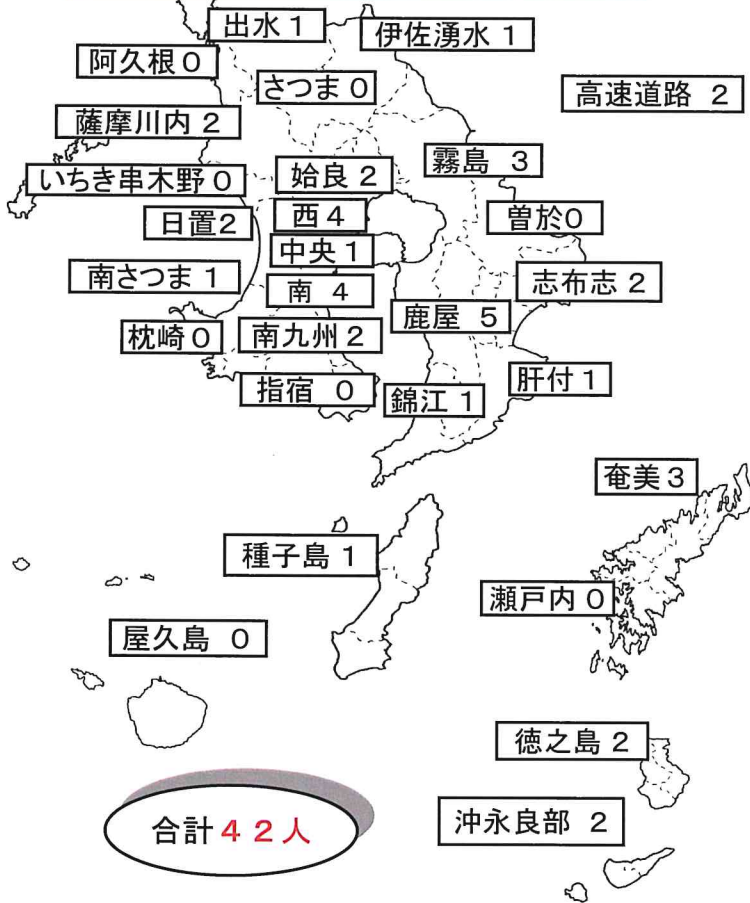 出水 1
伊佐湧水 1
阿久根 0
さつま 0
高速道路 2
薩摩川内 2
霧島 3
いちき串木野 0
姶良 2
日置2
西 4
曽於0
中央 1
南さつま 1
南 4
志布志 2
鹿屋 5
枕崎 0
南九州 2
指宿 0
錦江 1
肝付 1
奄美 3
種子島 1
瀬戸内 0
屋久島 0
徳之島 2
沖永良部 2
合計４２人